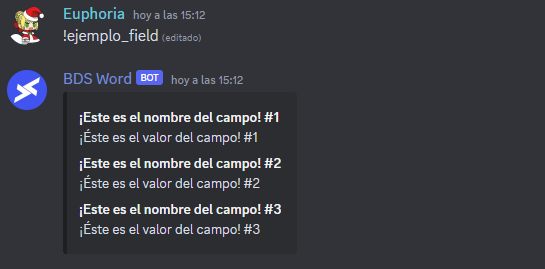 Euphoria hoy a las 15:12
!ejemplo_field (editado)
BDS Word BOT hoy a las 15:12
¡Este es el nombre del campo! #1
¡Éste es el valor del campo! #1
¡Este es el nombre del campo! #2
¡Éste es el valor del campo! #2
¡Este es el nombre del campo! #3
¡Éste es el valor del campo! #3